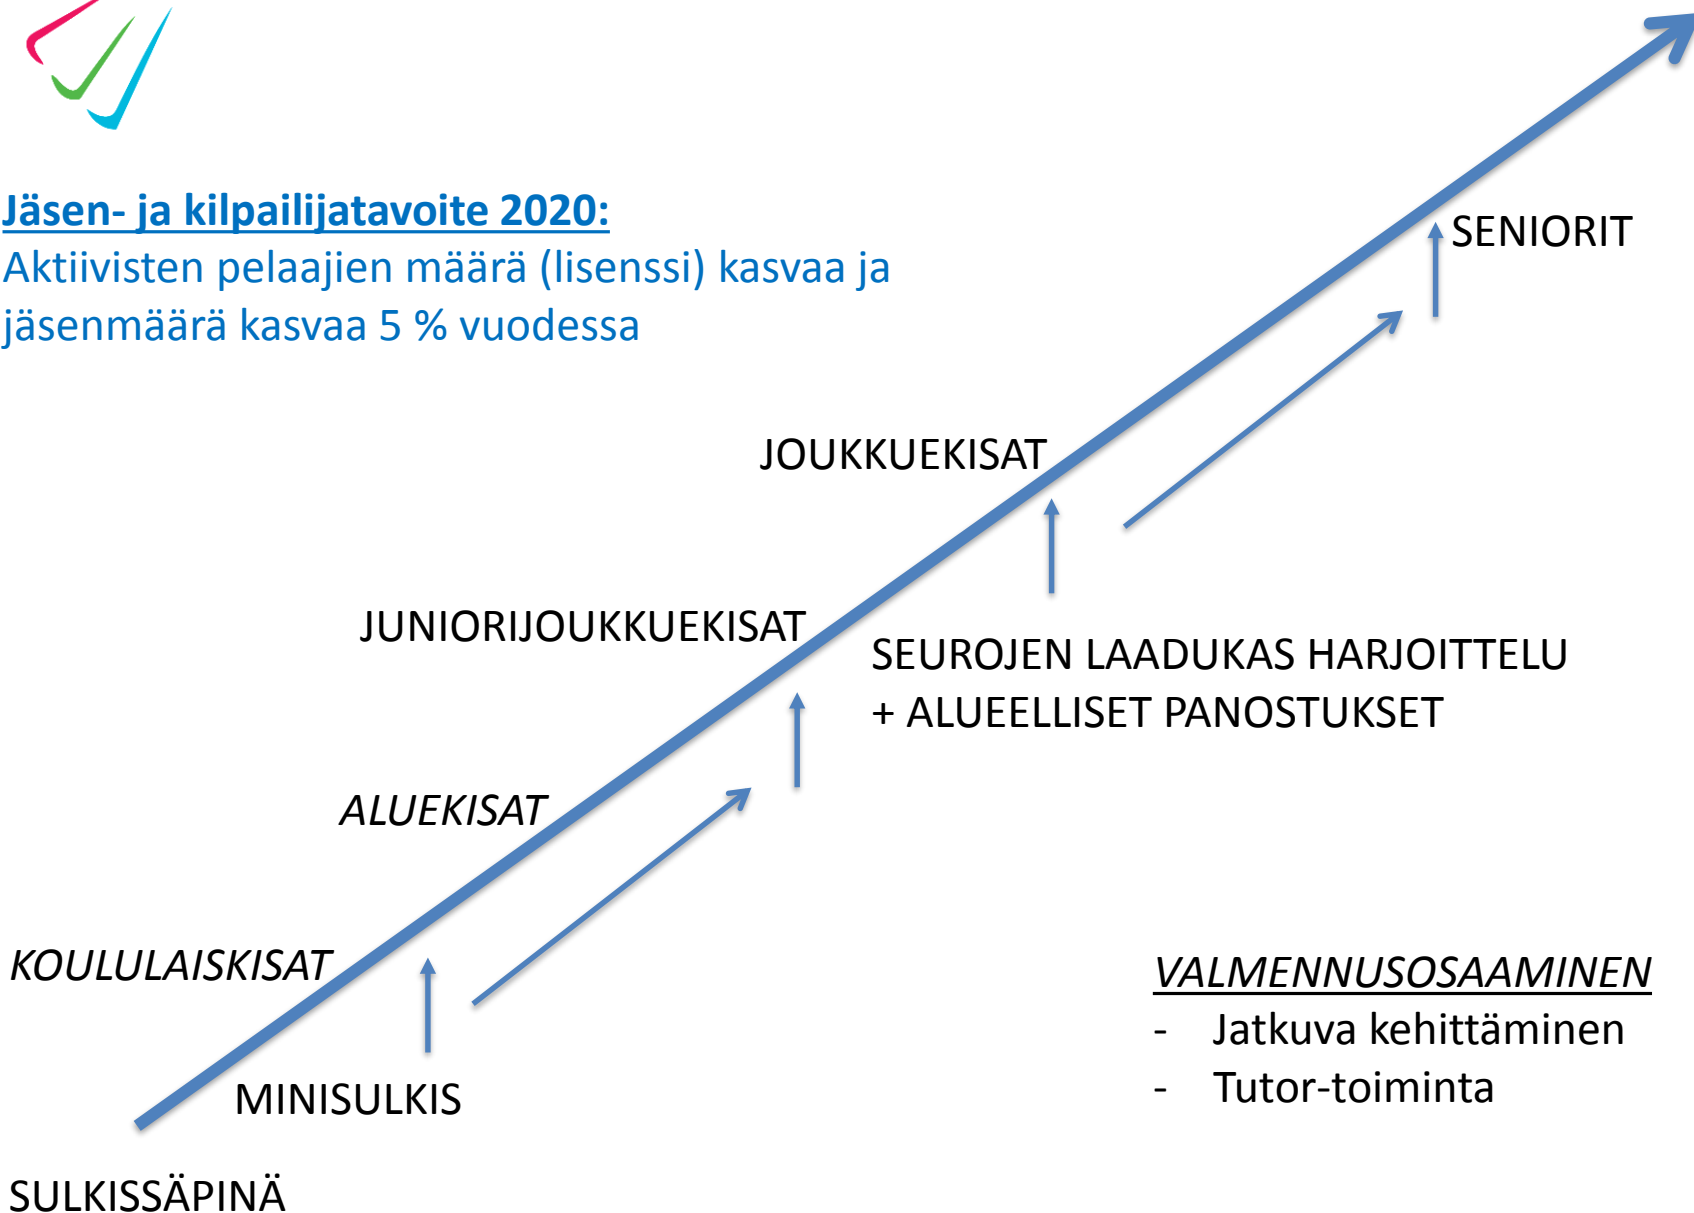 Jäsen- ja kilpailijatavoite 2020:
Aktiivisten pelaajien määrä (lisenssi) kasvaa ja
jäsenmäärä kasvaa 5 % vuodessa
SENIORIT
JOUKKUEKISAT
JUNIORIJOUKKUEKISAT
SEUROJEN LAADUKAS HARJOITTELU
+ ALUEELLISET PANOSTUKSET
ALUEKISAT
KOULULAISKISAT
VALMENNUSOSAAMINEN
- Jatkuva kehittäminen
- Tutor-toiminta
MINISULKIS
SULKISSÄPINÄ